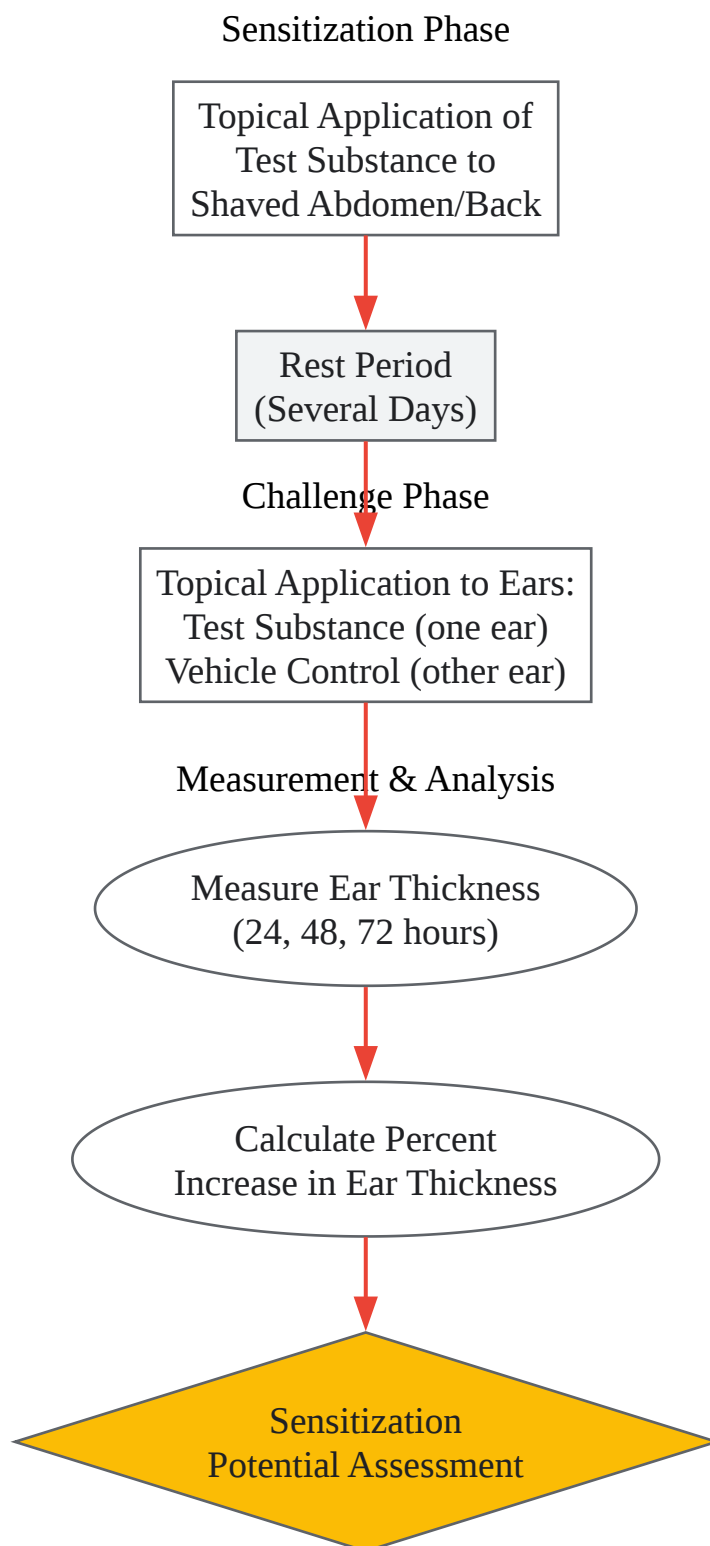 Sensitization Phase
Topical Application of
Test Substance to
Shaved Abdomen/Back
Rest Period
(Several Days)
Challenge Phase
Topical Application to Ears:
Test Substance (one ear)
Vehicle Control (other ear)
Measurement & Analysis
Measure Ear Thickness
(24, 48, 72 hours)
Calculate Percent
Increase in Ear Thickness
Sensitization
Potential Assessment